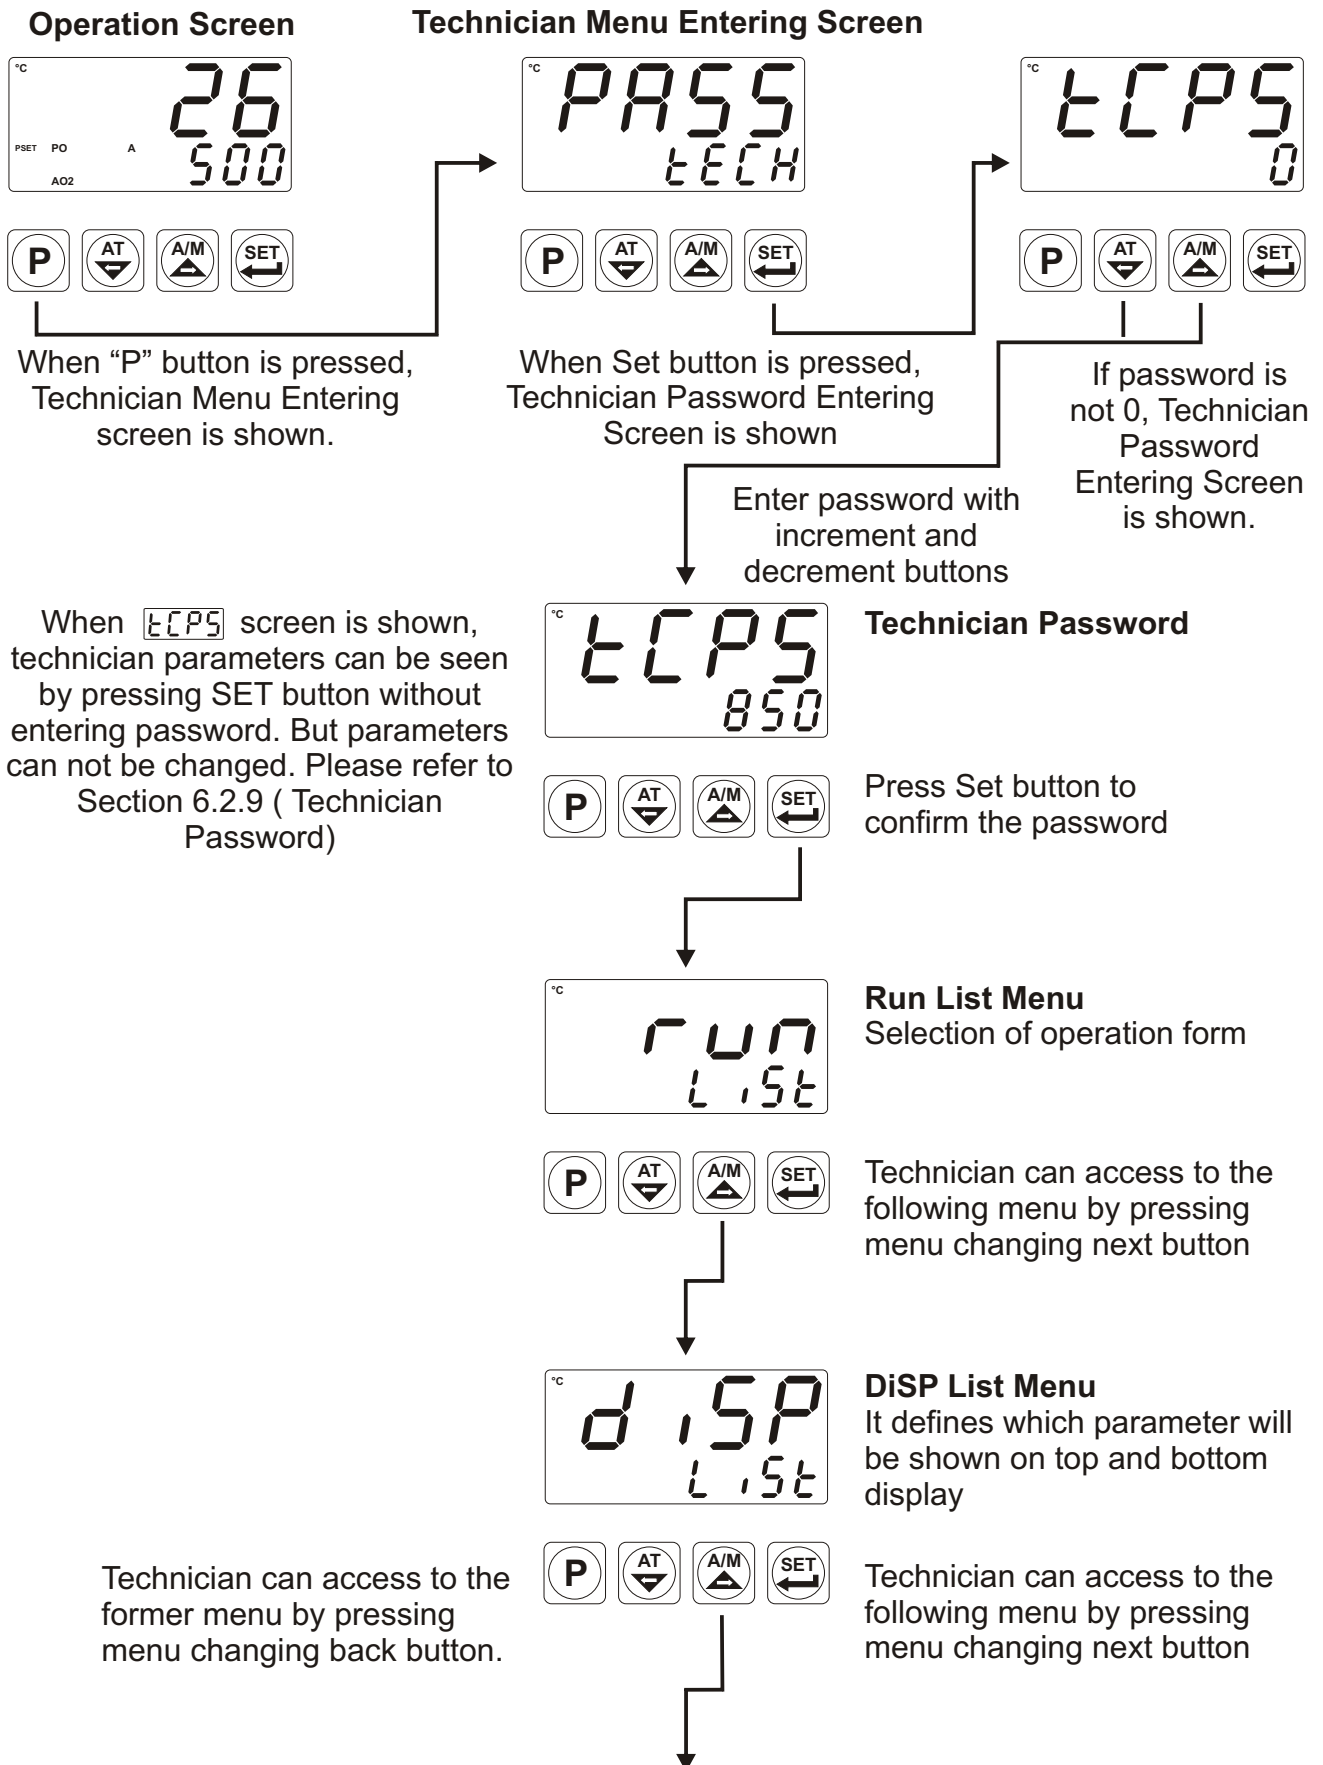 Operation Screen
Technician Menu Entering Screen
°C
26
PSET PO A
500
AO2
°C
PASS
tECH
°C
tCPS
0
P AT A/M SET
P AT A/M SET
P AT A/M SET
When “P” button is pressed,
Technician Menu Entering
screen is shown.
When Set button is pressed,
Technician Password Entering
Screen is shown
If password is
not 0, Technician
Password
Entering Screen
is shown.
Enter password with
increment and
decrement buttons
When tCPS screen is shown,
technician parameters can be seen
by pressing SET button without
entering password. But parameters
can not be changed. Please refer to
Section 6.2.9 ( Technician
Password)
°C
tCPS
850
Technician Password
P AT A/M SET
Press Set button to
confirm the password
°C
run
LiSt
Run List Menu
Selection of operation form
P AT A/M SET
Technician can access to the
following menu by pressing
menu changing next button
°C
diSP
LiSt
DiSP List Menu
It defines which parameter will
be shown on top and bottom
display
Technician can access to the
former menu by pressing
menu changing back button.
P AT A/M SET
Technician can access to the
following menu by pressing
menu changing next button